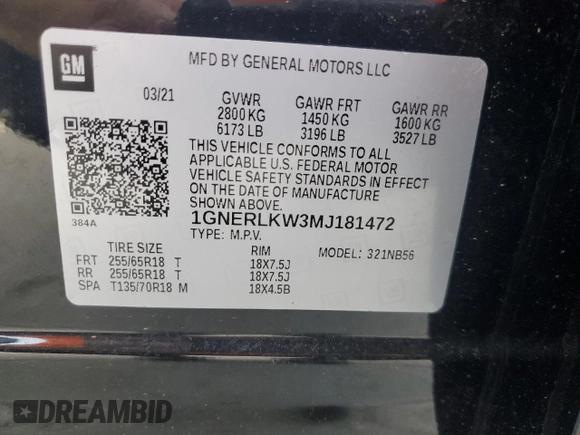 GM
MFD BY GENERAL MOTORS LLC
03/21 GVWR GAWR FRT GAWR RR
2800 KG 1450 KG 1600 KG
6173 LB 3196 LB 3527 LB
THIS VEHICLE CONFORMS TO ALL
APPLICABLE U.S. FEDERAL MOTOR
VEHICLE SAFETY STANDARDS IN EFFECT
ON THE DATE OF MANUFACTURE
SHOWN ABOVE.
384A
1GNERLKW3MJ181472
TYPE: M.P.V. MODEL: 321NB56
TIRE SIZE RIM
FRT 255/65R18 T 18X7.5J
RR 255/65R18 T 18X7.5J
SPA T135/70R18 M 18X4.5B
DREAMBID